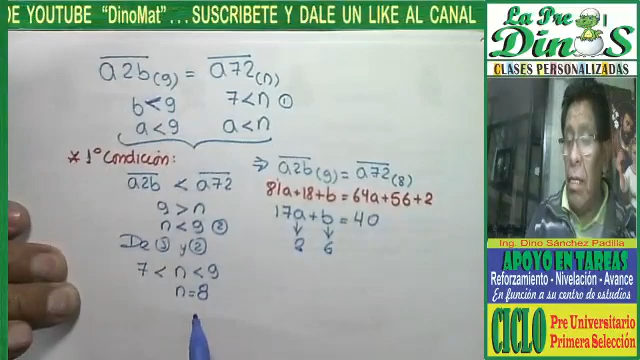 DE YOUTUBE "DinoMat"... SUSCRIBETE Y DALE UN LIKE AL CANAL
La Pre
DinoS
CLASES PERSONALIZADAS
a2b(9) = a72(n)
b<9 7<n ①
a<9 a<n
* 1° Condición:
a2b < a72
9>n
n<9 ②
De ① y ②
7<n<9
n=8
⇒ a2b(9) = a72(8)
81a+18+b=64a+56+2
17a+b=40
2 6
Ing. Dino Sánchez Padilla
APOYO EN TAREAS
Reforzamiento - Nivelación - Avance
En función a su centro de estudios
CICLO Pre Universitario
Primera Selección